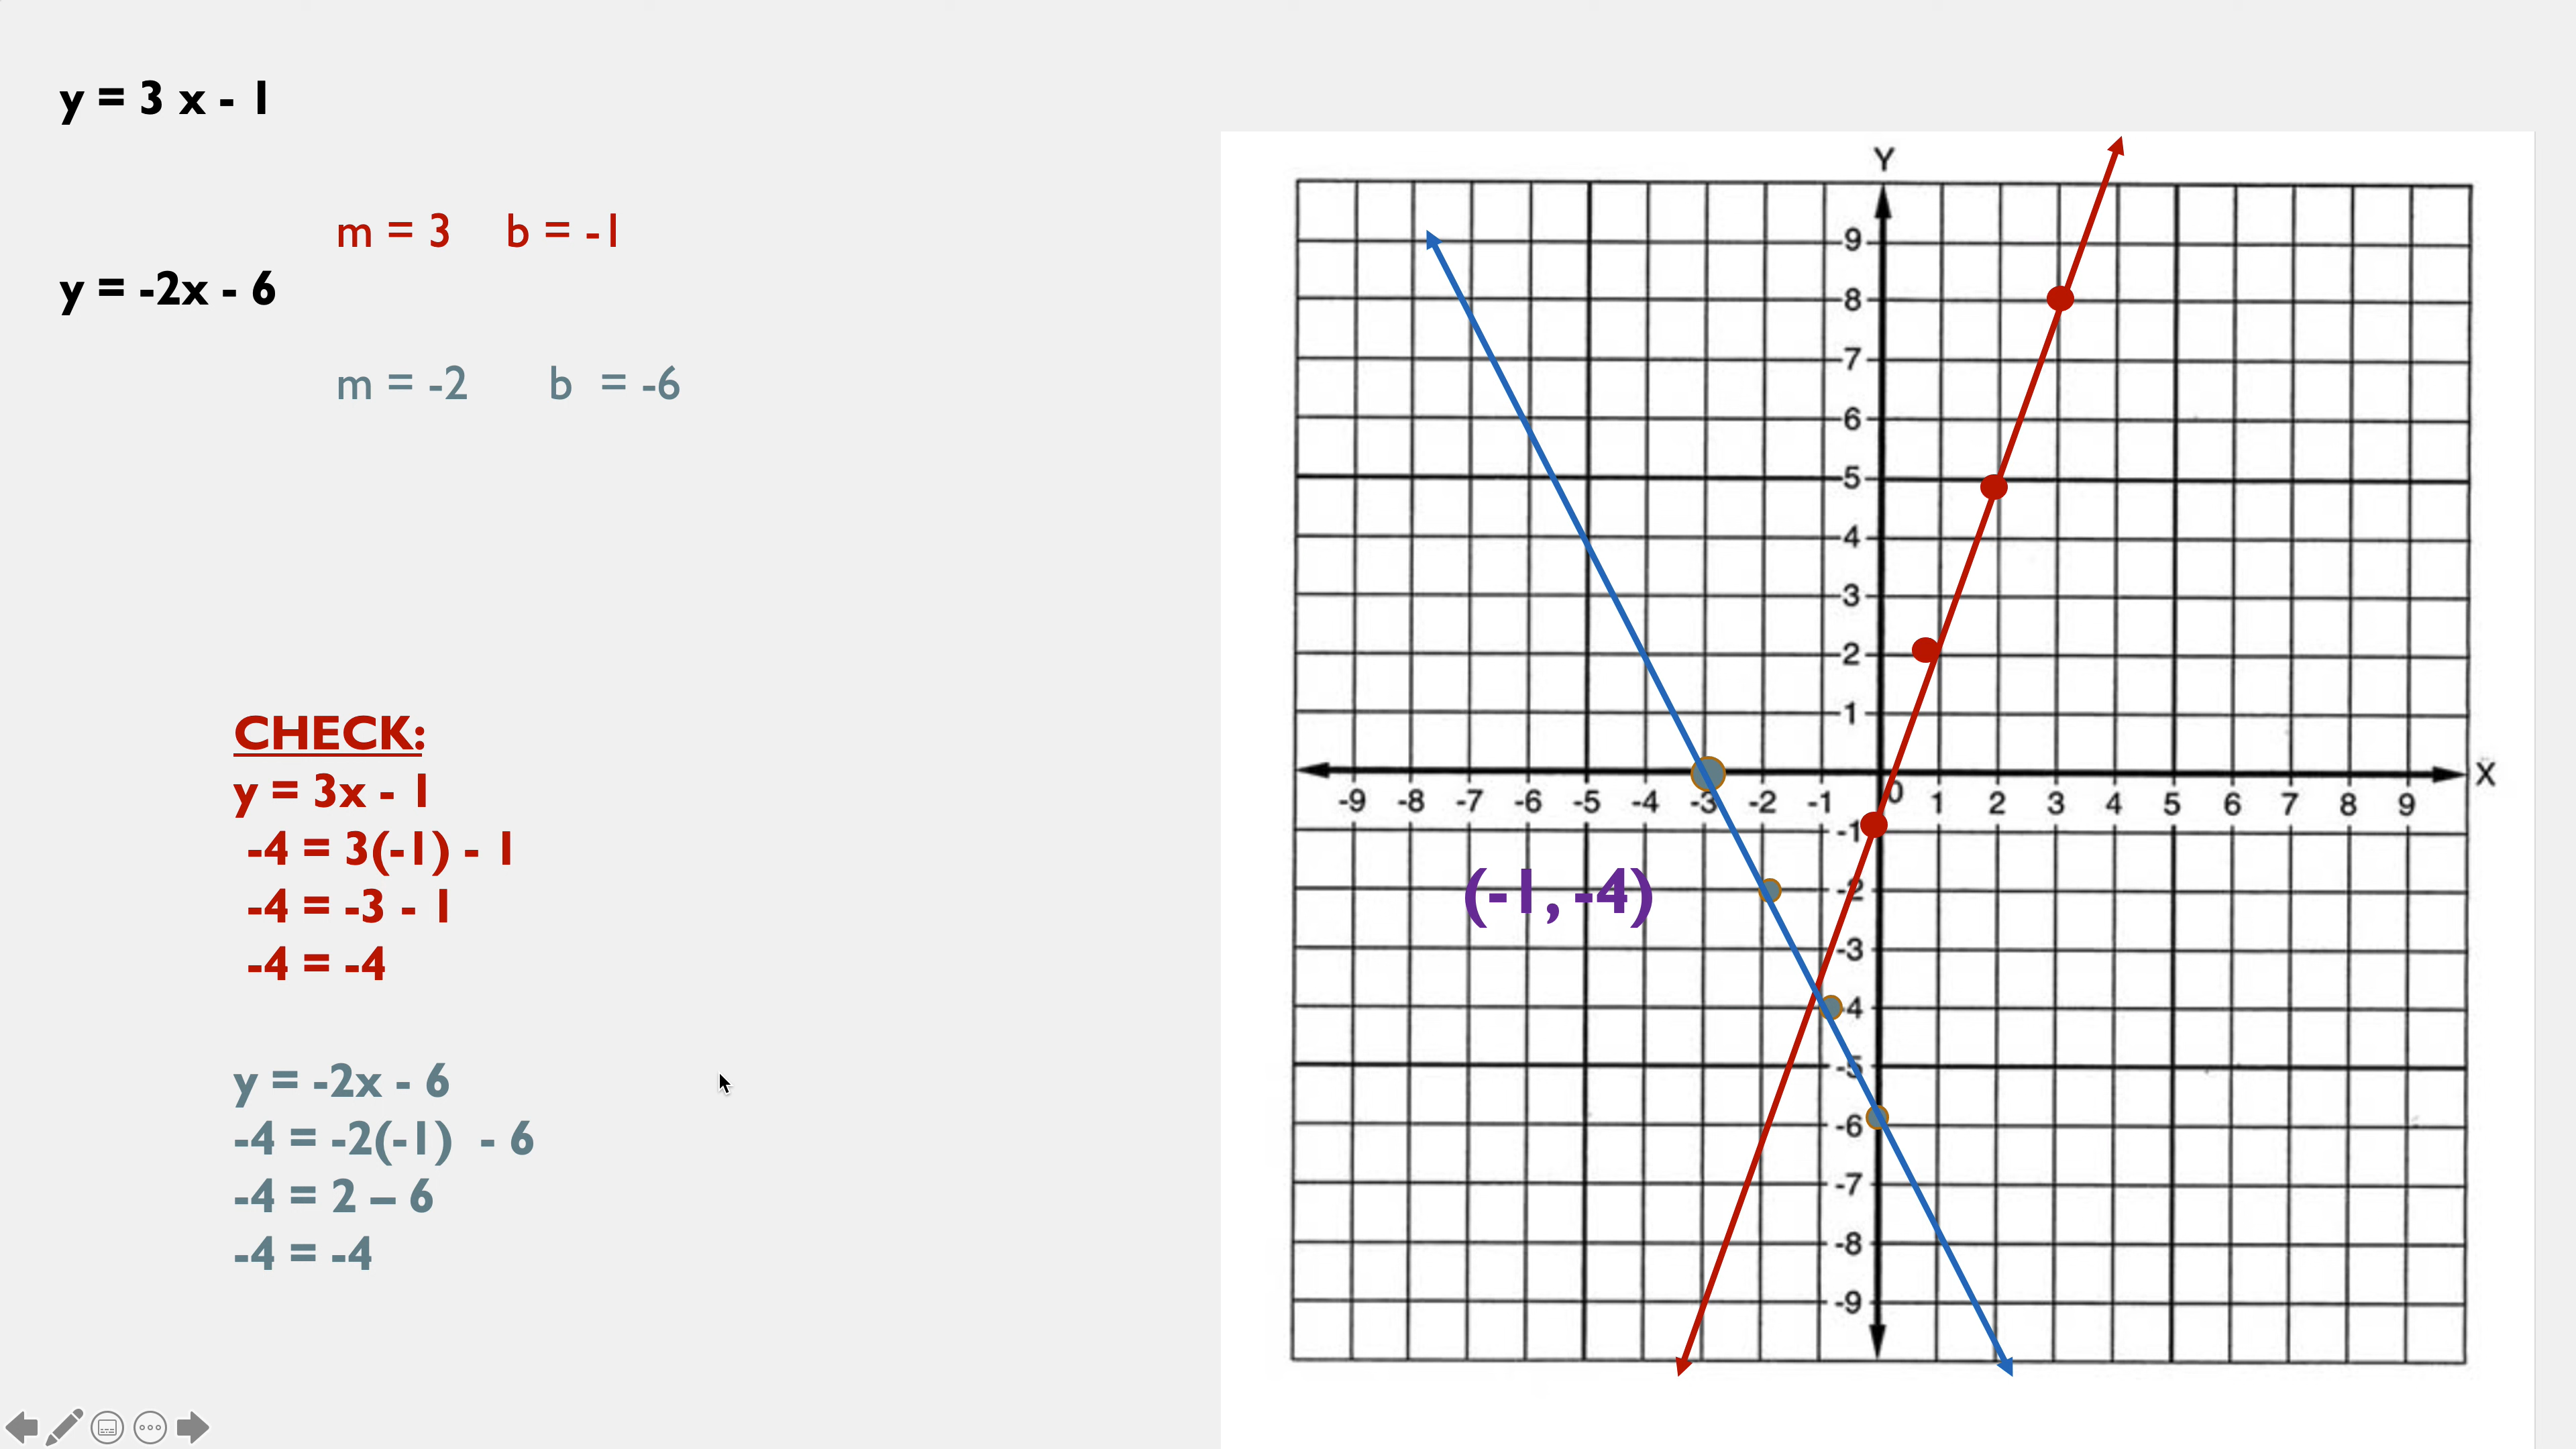 y = 3 x - 1
m = 3 b = -1
y = -2x - 6
m = -2 b = -6
CHECK:
y = 3x - 1
-4 = 3(-1) - 1
-4 = -3 - 1
-4 = -4
y = -2x - 6
-4 = -2(-1) - 6
-4 = 2 – 6
-4 = -4
Y
9
8
7
6
5
4
3
2
1
X
-9 -8 -7 -6 -5 -4 -3 -2 -1 0 1 2 3 4 5 6 7 8 9
-1
(-1, -4)
-2
-3
-4
-5
-6
-7
-8
-9